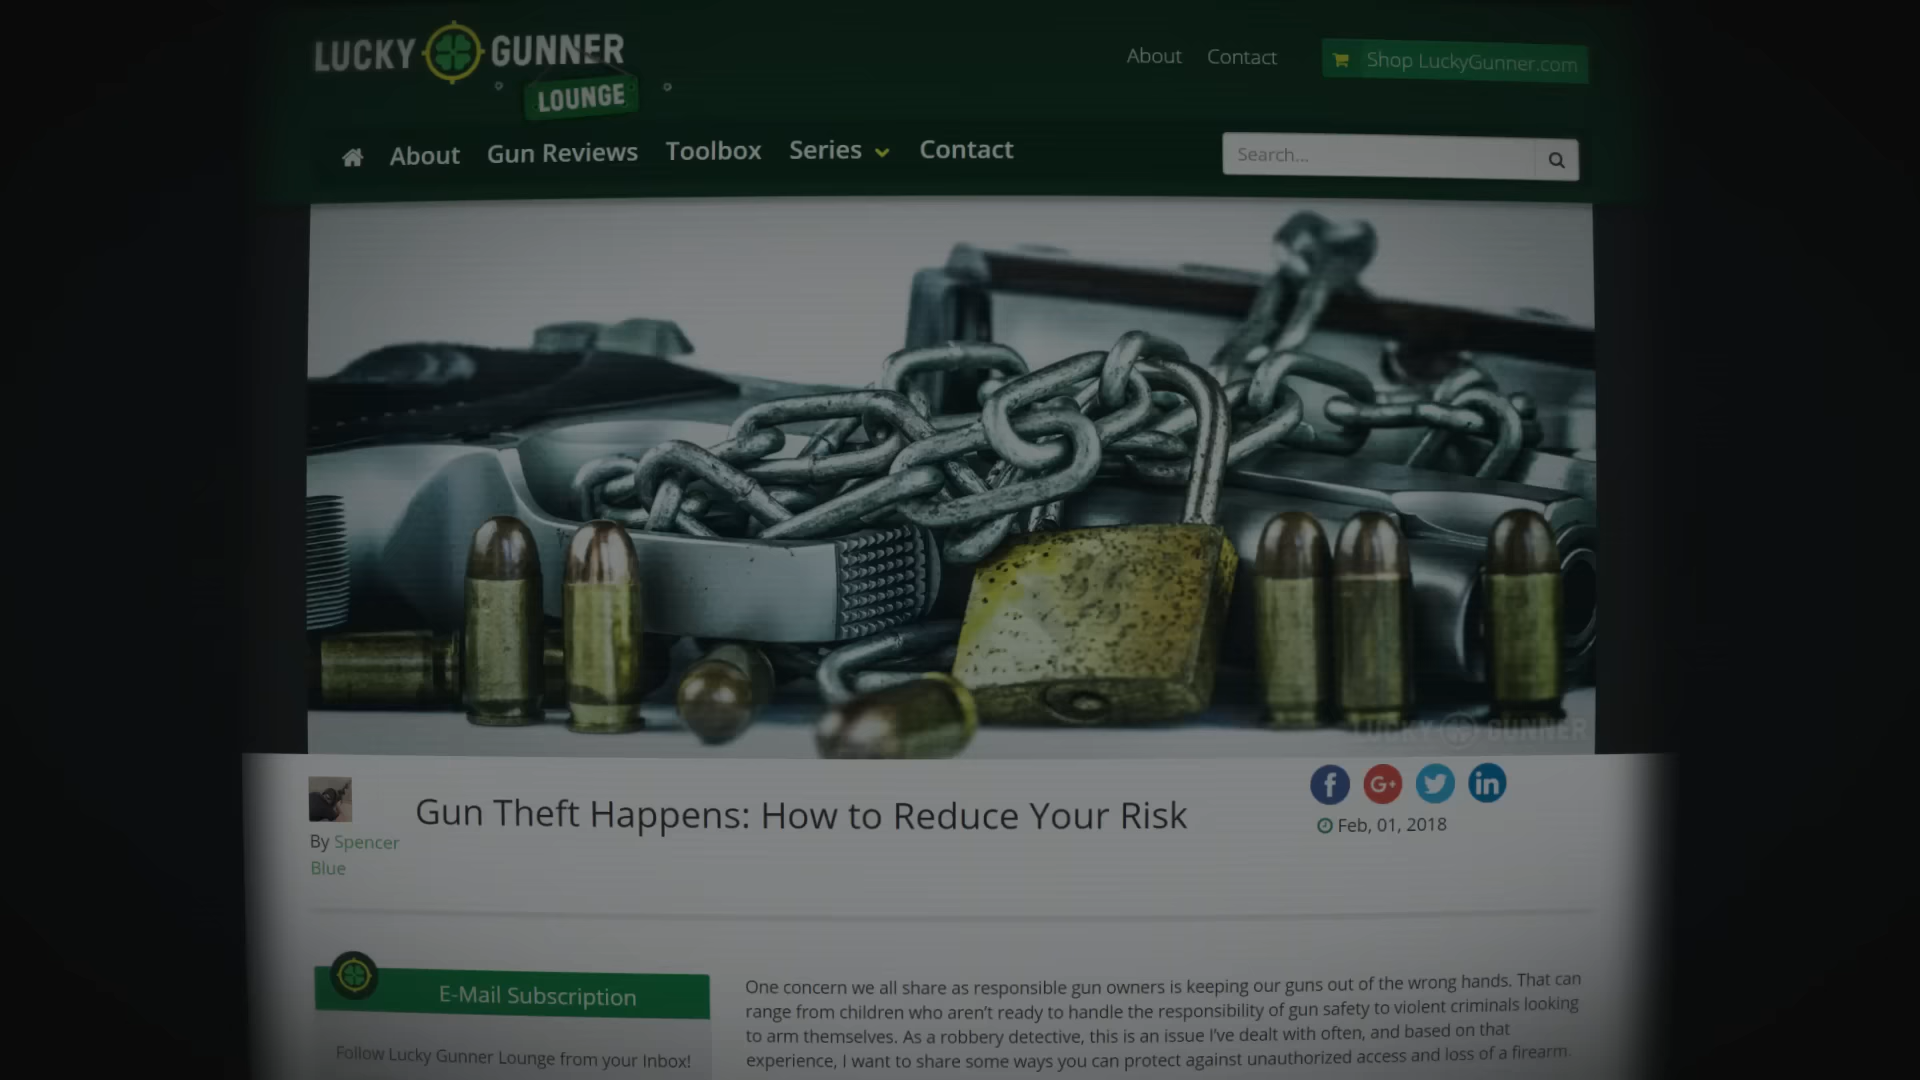 LUCKY GUNNER
LOUNGE
About Contact Shop LuckyGunner.com
About Gun Reviews Toolbox Series Contact
Search...
LUCKY GUNNER
By Spencer
Blue
Gun Theft Happens: How to Reduce Your Risk
f G+ in
Feb, 01, 2018
E-Mail Subscription
Follow Lucky Gunner Lounge from your Inbox!
One concern we all share as responsible gun owners is keeping our guns out of the wrong hands. That can
range from children who aren't ready to handle the responsibility of gun safety to violent criminals looking
to arm themselves. As a robbery detective, this is an issue I've dealt with often, and based on that
experience, I want to share some ways you can protect against unauthorized access and loss of a firearm.